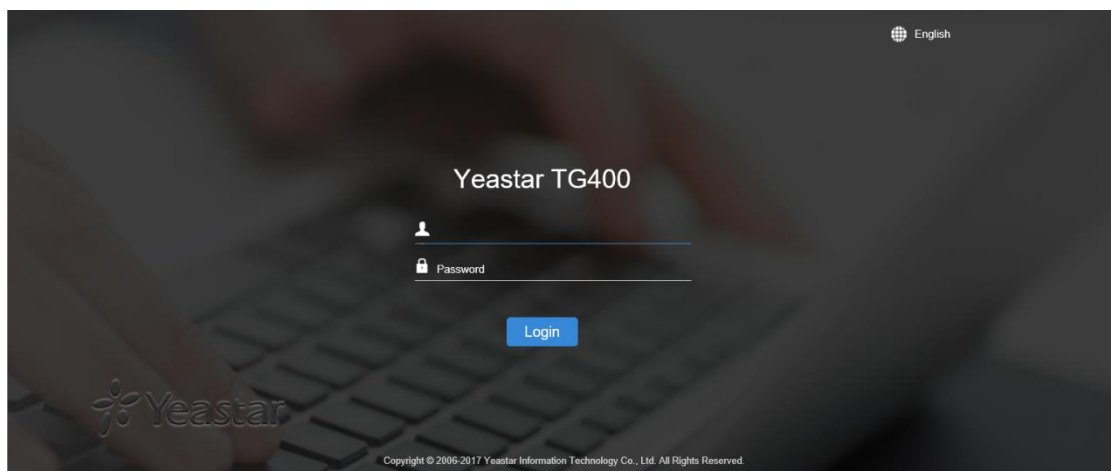 English
Yeastar TG400
Password
Login
Yeastar
Copyright © 2006-2017 Yeastar Information Technology Co., Ltd. All Rights Reserved.